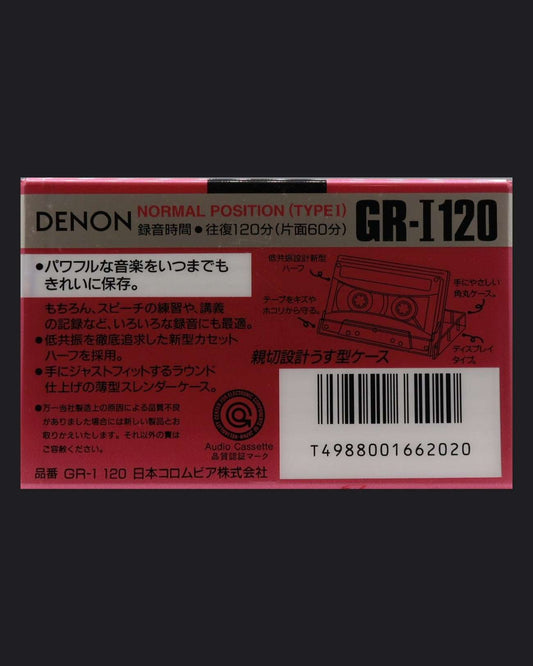 DENON
NORMAL POSITION (TYPE I)
録音時間●往復120分(片面60分)
GR-I 120
●パワフルな音楽をいつまでも
きれいに保存。
もちろん、スピーチの練習や、講義
の記録など、いろいろな録音にも最適。
●低共振を徹底追求した新型カセット
ハーフを採用。
●手にジャストフィットするラウンド
仕上げの薄型スレンダーケース。
●万一当社製造上の原因による品質不良
がありました場合には新しい製品とお
取りかえいたします。それ以外の責は
ご容赦ください。
低共振設計新型
ハーフ
テープをキズや
ホコリから守る。
手にやさしい
角丸ケース。
ディスプレイ
タイプ。
親切設計うす型ケース
Audio Cassette
品質認証マーク
T4988001662020
品番 GR-I 120 日本コロムビア株式会社